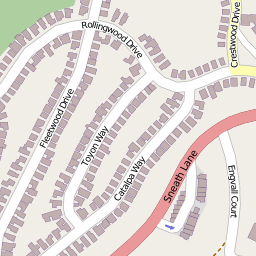 Rollingwood Drive
Crestwood Drive
Fleetwood Drive
Toyon Way
Catalpa Way
Sneath Lane
Engvall Court